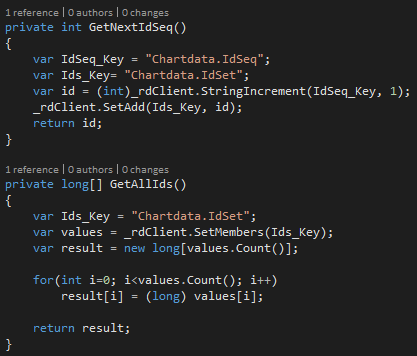 1 reference | 0 authors | 0 changes
private int GetNextIdSeq()
{
    var IdSeq_Key = "Chartdata.IdSeq";
    var Ids_Key= "Chartdata.IdSet";
    var id = (int)_rdClient.StringIncrement(IdSeq_Key, 1);
    _rdClient.SetAdd(Ids_Key, id);
    return id;
}
1 reference | 0 authors | 0 changes
private long[] GetAllIds()
{
    var Ids_Key = "Chartdata.IdSet";
    var values = _rdClient.SetMembers(Ids_Key);
    var result = new long[values.Count()];
    for(int i=0; i<values.Count(); i++)
        result[i] = (long) values[i];
    return result;
}